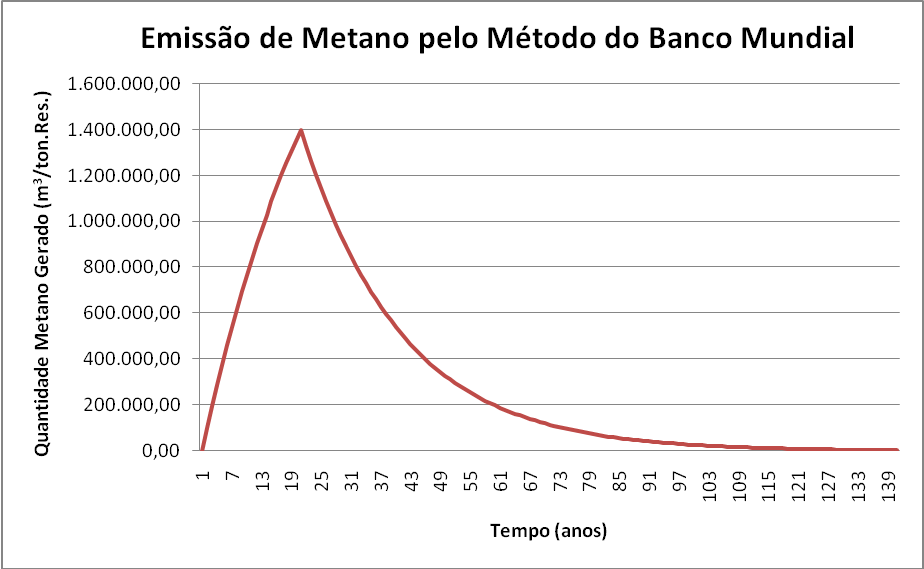 Emissão de Metano pelo Método do Banco Mundial
Quantidade Metano Gerado (m³/ton.Res.)
1.600.000,00
1.400.000,00
1.200.000,00
1.000.000,00
800.000,00
600.000,00
400.000,00
200.000,00
0,00
1 7 13 19 25 31 37 43 49 55 61 67 73 79 85 91 97 103 109 115 121 127 133 139
Tempo (anos)